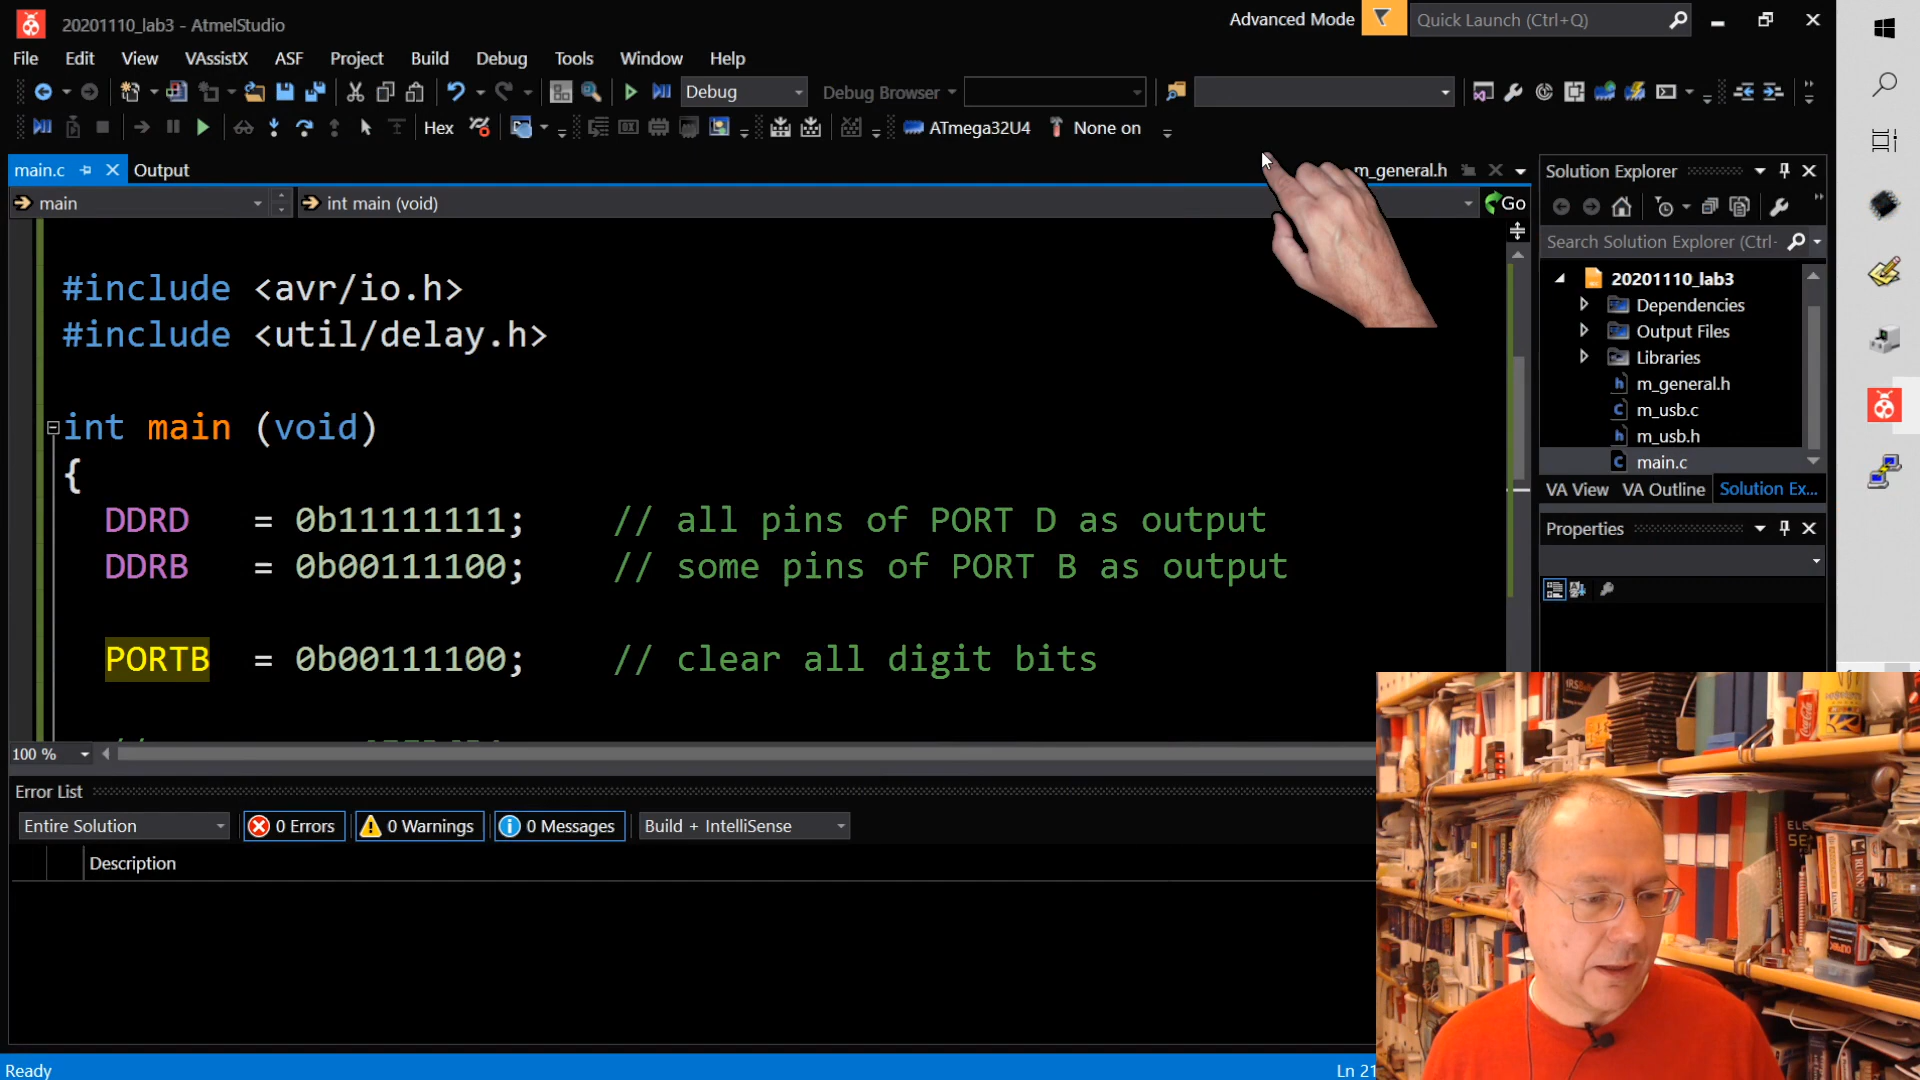 20201110_lab3 - AtmelStudio
Advanced Mode
Quick Launch (Ctrl+Q)
File Edit View VAssistX ASF Project Build Debug Tools Window Help
Debug
Debug Browser
Hex
ATmega32U4
None on
main.c
Output
m_general.h
main
int main (void)
Go
#include <avr/io.h>
#include <util/delay.h>
int main (void)
{
DDRD = 0b11111111; // all pins of PORT D as output
DDRB = 0b00111100; // some pins of PORT B as output
PORTB = 0b00111100; // clear all digit bits
100 %
Error List
Entire Solution
0 Errors
0 Warnings
0 Messages
Build + IntelliSense
Description
Ready
Ln 21
Solution Explorer
Search Solution Explorer (Ctrl-
20201110_lab3
Dependencies
Output Files
Libraries
m_general.h
m_usb.c
m_usb.h
main.c
VA View VA Outline Solution Ex...
Properties